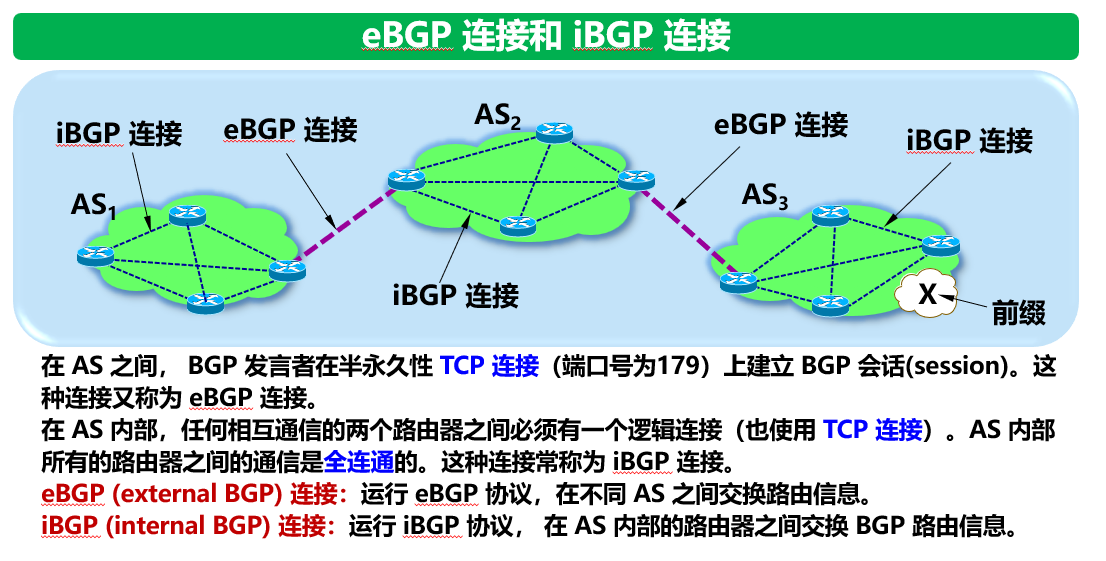 eBGP 连接和 iBGP 连接
iBGP 连接
eBGP 连接
AS2
eBGP 连接
iBGP 连接
AS1
AS3
iBGP 连接
X
前缀
在 AS 之间， BGP 发言者在半永久性 TCP 连接（端口号为179）上建立 BGP 会话(session)。这
种连接又称为 eBGP 连接。
在 AS 内部，任何相互通信的两个路由器之间必须有一个逻辑连接（也使用 TCP 连接）。AS 内部
所有的路由器之间的通信是全连通的。这种连接常称为 iBGP 连接。
eBGP (external BGP) 连接：运行 eBGP 协议，在不同 AS 之间交换路由信息。
iBGP (internal BGP) 连接：运行 iBGP 协议， 在 AS 内部的路由器之间交换 BGP 路由信息。